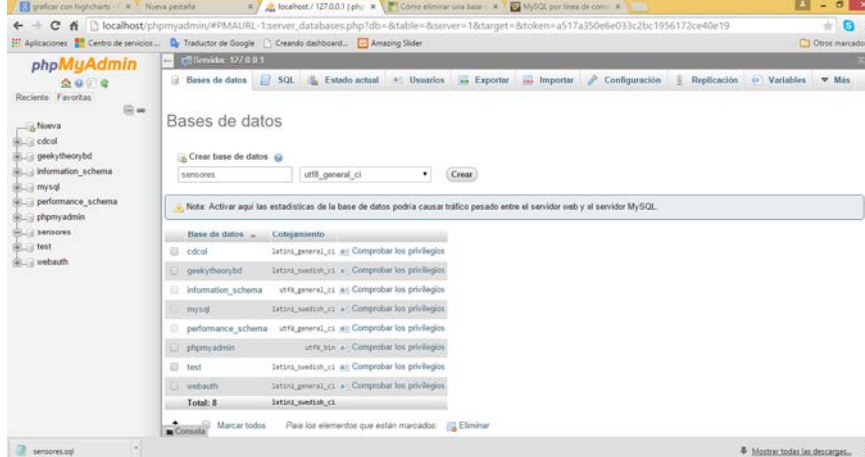 graficar con highcharts -
Nueva pestaña
localhost / 127.0.0.1 | php
Cómo eliminar una base
MySQL por línea de com
localhost/phpmyadmin/#PMAURL-1:server_databases.php?db=&table=&server=1&target=&token=a517a350e6e033c2bc1956172ce40e19
Aplicaciones
Centro de servicios ...
Traductor de Google
Creando dashboard...
Amazing Slider
Otros marcado
phpMyAdmin
Reciente Favoritas
Nueva
cdcol
geekytheorybd
information_schema
mysql
performance_schema
phpmyadmin
sensores
test
webauth
Servidor: 127.0.0.1
Bases de datos
SQL
Estado actual
Usuarios
Exportar
Importar
Configuración
Replicación
Variables
Más
Bases de datos
Crear base de datos
sensores
utf8_general_ci
Crear
Nota: Activar aquí las estadísticas de la base de datos podría causar tráfico pesado entre el servidor web y el servidor MySQL.
Base de datos Cotejamiento
cdcol latin1_general_ci Comprobar los privilegios
geekytheorybd latin1_swedish_ci Comprobar los privilegios
information_schema utf8_general_ci Comprobar los privilegios
mysql latin1_swedish_ci Comprobar los privilegios
performance_schema utf8_general_ci Comprobar los privilegios
phpmyadmin utf8_bin Comprobar los privilegios
test latin1_swedish_ci Comprobar los privilegios
webauth latin1_general_ci Comprobar los privilegios
Total: 8 latin1_swedish_ci
Consola
Marcar todos
Para los elementos que están marcados:
Eliminar
sensores.sql
Mostrar todas las descargas...